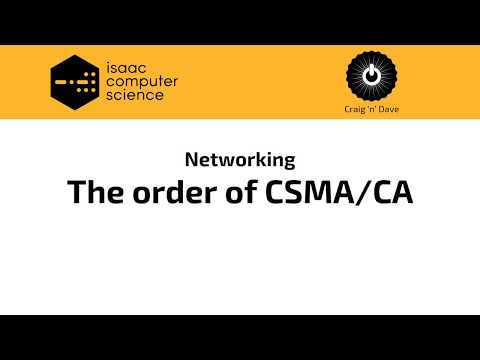 isaac
computer
science
Craig 'n' Dave
Networking
The order of CSMA/CA